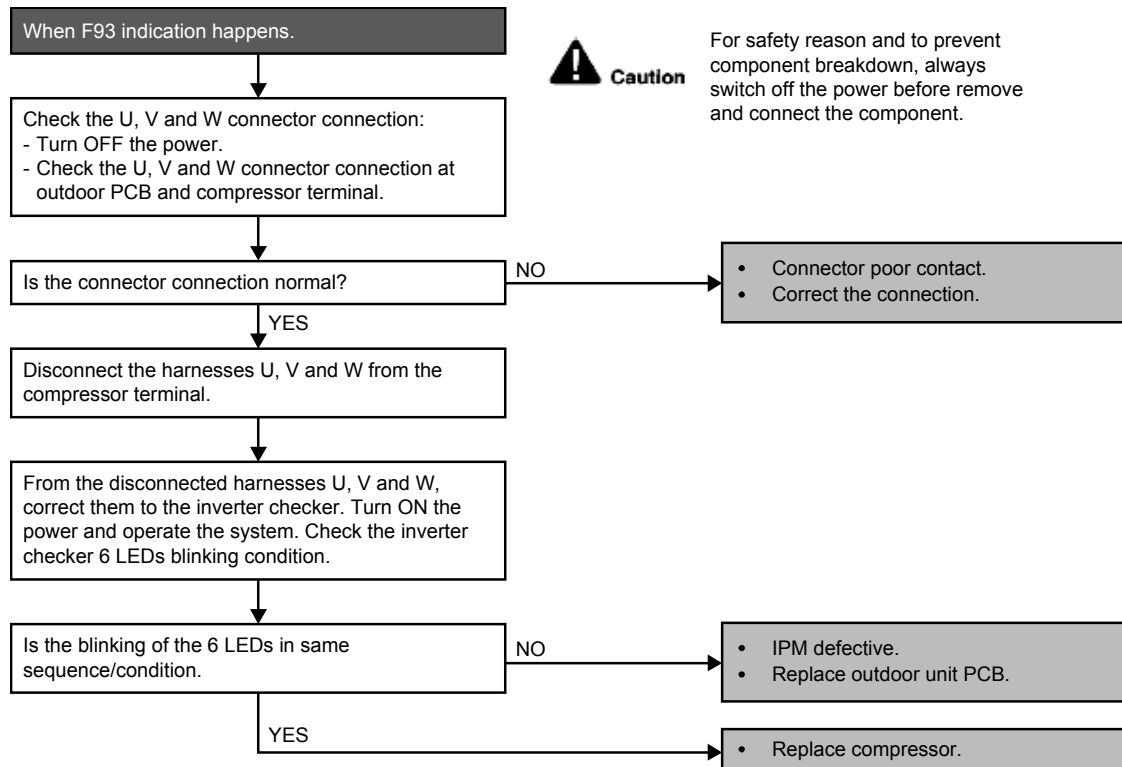 When F93 indication happens.
Caution
For safety reason and to prevent
component breakdown, always
switch off the power before remove
and connect the component.
Check the U, V and W connector connection:
- Turn OFF the power.
- Check the U, V and W connector connection at
outdoor PCB and compressor terminal.
Is the connector connection normal?
NO
• Connector poor contact.
• Correct the connection.
YES
Disconnect the harnesses U, V and W from the
compressor terminal.
From the disconnected harnesses U, V and W,
correct them to the inverter checker. Turn ON the
power and operate the system. Check the inverter
checker 6 LEDs blinking condition.
Is the blinking of the 6 LEDs in same
sequence/condition.
NO
• IPM defective.
• Replace outdoor unit PCB.
YES
• Replace compressor.